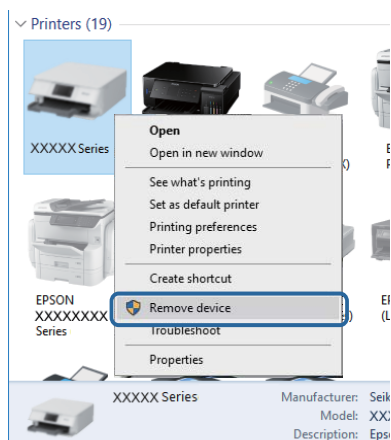 Printers (19)
XXXXX Series
Open
Open in new window
See what's printing
Set as default printer
Printing preferences
Printer properties
Create shortcut
Remove device
Troubleshoot
Properties
EPSON
XXXXXXXX
Series
XXXXX Series
Manufacturer:
Model:
Description: